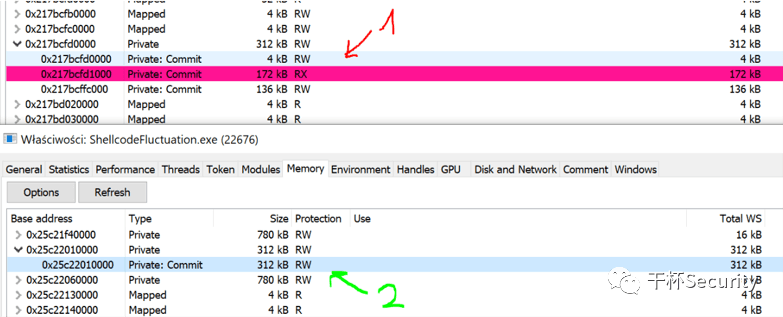 0x217bcfb0000 Mapped 4 kB RW 4 kB
0x217bcfc0000 Mapped 4 kB RW 4 kB
0x217bcfd0000 Private 312 kB RW 312 kB
0x217bcfd0000 Private: Commit 4 kB RW 4 kB
0x217bcfd1000 Private: Commit 172 kB RX 172 kB
0x217bcffc000 Private: Commit 136 kB RW 136 kB
0x217bd020000 Mapped 4 kB R 4 kB
0x217bd030000 Mapped 4 kB R 4 kB
1
Właściwości: ShellcodeFluctuation.exe (22676)
General Statistics Performance Threads Token Modules Memory Environment Handles GPU Disk and Network Comment Windows
Options Refresh
Base address Type Size Protection Use Total WS
0x25c21f40000 Private 780 kB RW 16 kB
0x25c22010000 Private 312 kB RW 312 kB
0x25c22010000 Private: Commit 312 kB RW 312 kB
0x25c22060000 Private 780 kB RW
0x25c22130000 Mapped 4 kB R 4 kB
0x25c22140000 Mapped 4 kB R 4 kB
2
干杯Security